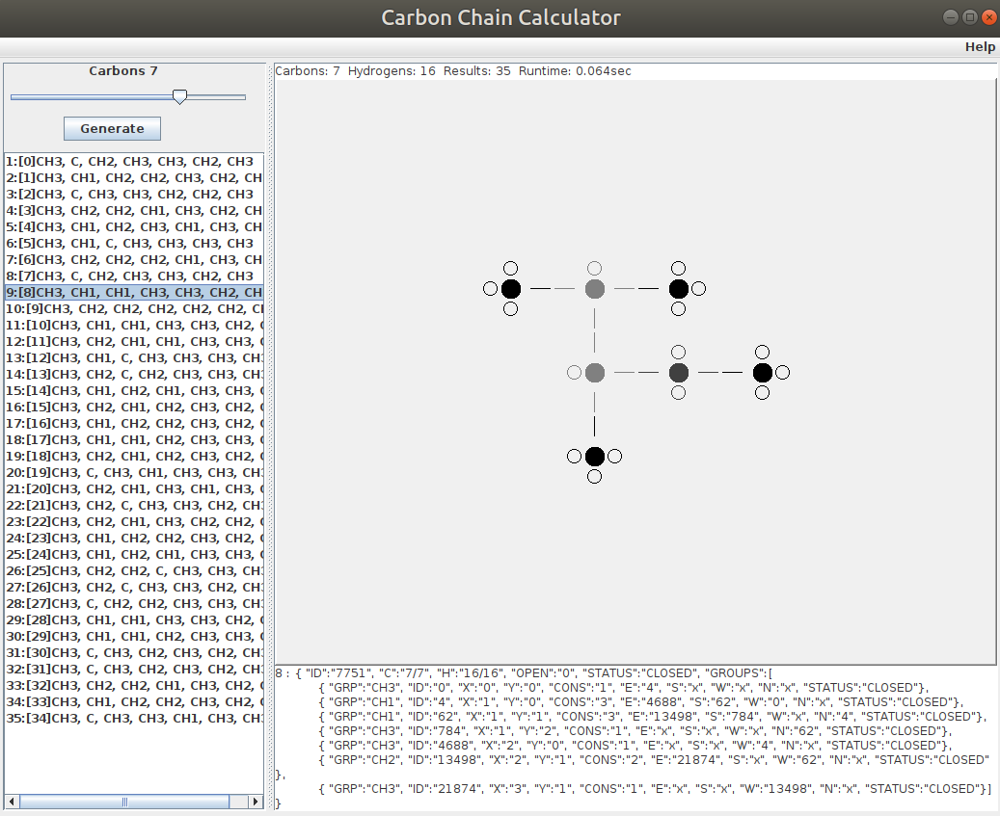 Carbon Chain Calculator
Help
Carbons 7
Generate
1:[0]CH3, C, CH2, CH3, CH3, CH2, CH3
2:[1]CH3, CH1, CH2, CH2, CH3, CH2, CH
3:[2]CH3, C, CH3, CH3, CH2, CH2, CH3
4:[3]CH3, CH2, CH2, CH1, CH3, CH2, CH
5:[4]CH3, CH1, CH2, CH3, CH1, CH3, CH
6:[5]CH3, CH1, C, CH3, CH3, CH3, CH3
7:[6]CH3, CH2, CH2, CH2, CH1, CH3, CH
8:[7]CH3, C, CH2, CH3, CH3, CH2, CH3
9:[8]CH3, CH1, CH1, CH3, CH3, CH2, CH
10:[9]CH3, CH2, CH2, CH2, CH2, CH2, CH
11:[10]CH3, CH1, CH1, CH3, CH3, CH2, C
12:[11]CH3, CH2, CH1, CH1, CH3, CH3, C
13:[12]CH3, CH1, C, CH3, CH3, CH3, CH3
14:[13]CH3, CH2, C, CH2, CH3, CH3, CH3
15:[14]CH3, CH1, CH2, CH1, CH3, CH3, C
16:[15]CH3, CH2, CH1, CH2, CH3, CH2, C
17:[16]CH3, CH1, CH2, CH2, CH3, CH2, C
18:[17]CH3, CH1, CH1, CH2, CH3, CH3, C
19:[18]CH3, CH2, CH1, CH2, CH3, CH2, C
20:[19]CH3, C, CH3, CH1, CH3, CH3, CH3
21:[20]CH3, CH2, CH1, CH3, CH1, CH3, C
22:[21]CH3, CH2, C, CH3, CH3, CH2, CH3
23:[22]CH3, CH2, CH1, CH3, CH2, CH2, C
24:[23]CH3, CH1, CH2, CH2, CH3, CH2, C
25:[24]CH3, CH1, CH2, CH1, CH3, CH3, C
26:[25]CH3, CH2, CH2, C, CH3, CH3, CH3
27:[26]CH3, CH2, C, CH3, CH3, CH2, CH3
28:[27]CH3, C, CH2, CH2, CH3, CH3, CH3
29:[28]CH3, CH1, CH1, CH3, CH3, CH2, C
30:[29]CH3, CH1, CH1, CH2, CH3, CH3, C
31:[30]CH3, C, CH3, CH2, CH3, CH2, CH3
32:[31]CH3, C, CH3, CH2, CH3, CH2, CH3
33:[32]CH3, CH2, CH2, CH1, CH3, CH2, C
34:[33]CH3, CH1, CH2, CH2, CH3, CH2, C
35:[34]CH3, C, CH3, CH3, CH1, CH3, CH3
Carbons: 7 Hydrogens: 16 Results: 35 Runtime: 0.064sec
8 : { "ID":"7751", "C":"7/7", "H":"16/16", "OPEN":"0", "STATUS":"CLOSED", "GROUPS":[
{ "GRP":"CH3", "ID":"0", "X":"0", "Y":"0", "CONS":"1", "E":"4", "S":"x", "W":"x", "N":"x", "STATUS":"CLOSED"},
{ "GRP":"CH1", "ID":"4", "X":"1", "Y":"0", "CONS":"3", "E":"4688", "S":"62", "W":"0", "N":"x", "STATUS":"CLOSED"},
{ "GRP":"CH1", "ID":"62", "X":"1", "Y":"1", "CONS":"3", "E":"13498", "S":"784", "W":"x", "N":"4", "STATUS":"CLOSED"},
{ "GRP":"CH3", "ID":"784", "X":"1", "Y":"2", "CONS":"1", "E":"x", "S":"x", "W":"x", "N":"62", "STATUS":"CLOSED"},
{ "GRP":"CH3", "ID":"4688", "X":"2", "Y":"0", "CONS":"1", "E":"x", "S":"x", "W":"4", "N":"x", "STATUS":"CLOSED"},
{ "GRP":"CH2", "ID":"13498", "X":"2", "Y":"1", "CONS":"2", "E":"21874", "S":"x", "W":"62", "N":"x", "STATUS":"CLOSED"
},
{ "GRP":"CH3", "ID":"21874", "X":"3", "Y":"1", "CONS":"1", "E":"x", "S":"x", "W":"13498", "N":"x", "STATUS":"CLOSED"}]
}